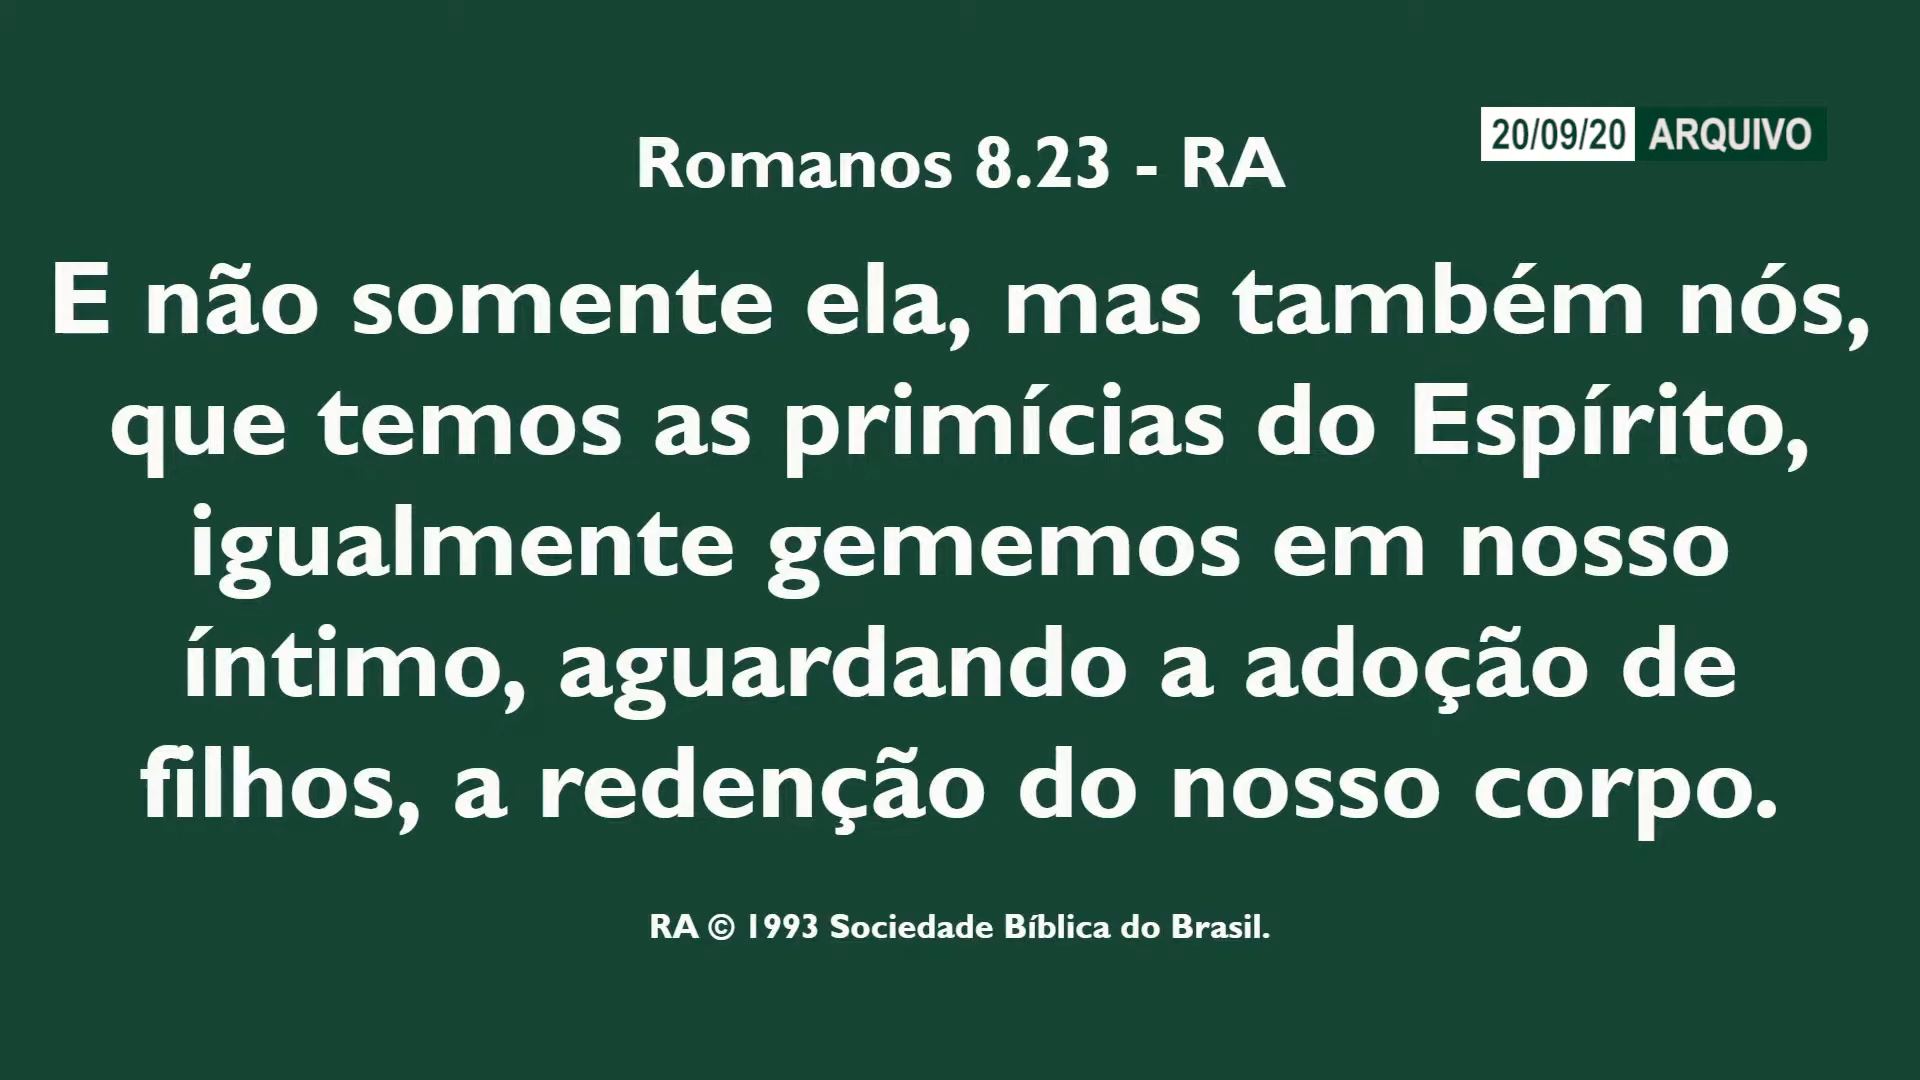 20/09/20 ARQUIVO
Romanos 8.23 - RA
E não somente ela, mas também nós,
que temos as primícias do Espírito,
igualmente gememos em nosso
íntimo, aguardando a adoção de
filhos, a redenção do nosso corpo.
RA © 1993 Sociedade Bíblica do Brasil.